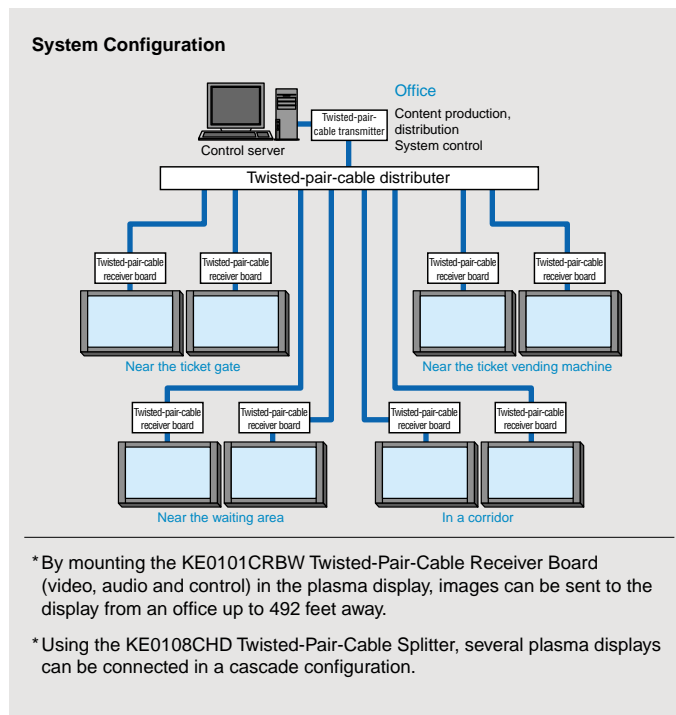 System Configuration
Office
Content production,
distribution
System control
Twisted-pair-
cable transmitter
Control server
Twisted-pair-cable distributer
Twisted-pair-cable
receiver board
Twisted-pair-cable
receiver board
Twisted-pair-cable
receiver board
Twisted-pair-cable
receiver board
Near the ticket gate
Near the ticket vending machine
Twisted-pair-cable
receiver board
Twisted-pair-cable
receiver board
Twisted-pair-cable
receiver board
Twisted-pair-cable
receiver board
Near the waiting area
In a corridor
* By mounting the KE0101CRBW Twisted-Pair-Cable Receiver Board
(video, audio and control) in the plasma display, images can be sent to the
display from an office up to 492 feet away.
* Using the KE0108CHD Twisted-Pair-Cable Splitter, several plasma displays
can be connected in a cascade configuration.